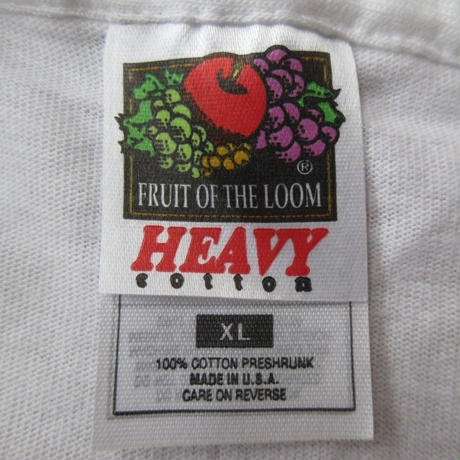 ®
FRUIT OF THE LOOM
HEAVY
cotton
XL
100% COTTON PRESHRUNK
MADE IN U.S.A.
CARE ON REVERSE